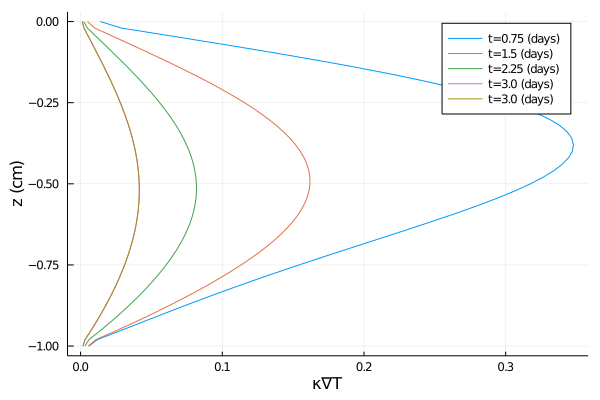 0.00
−0.25
−0.50
−0.75
−1.00
z (cm)
t=0.75 (days)
t=1.5 (days)
t=2.25 (days)
t=3.0 (days)
t=3.0 (days)
0.0 0.1 0.2 0.3
κ∇T